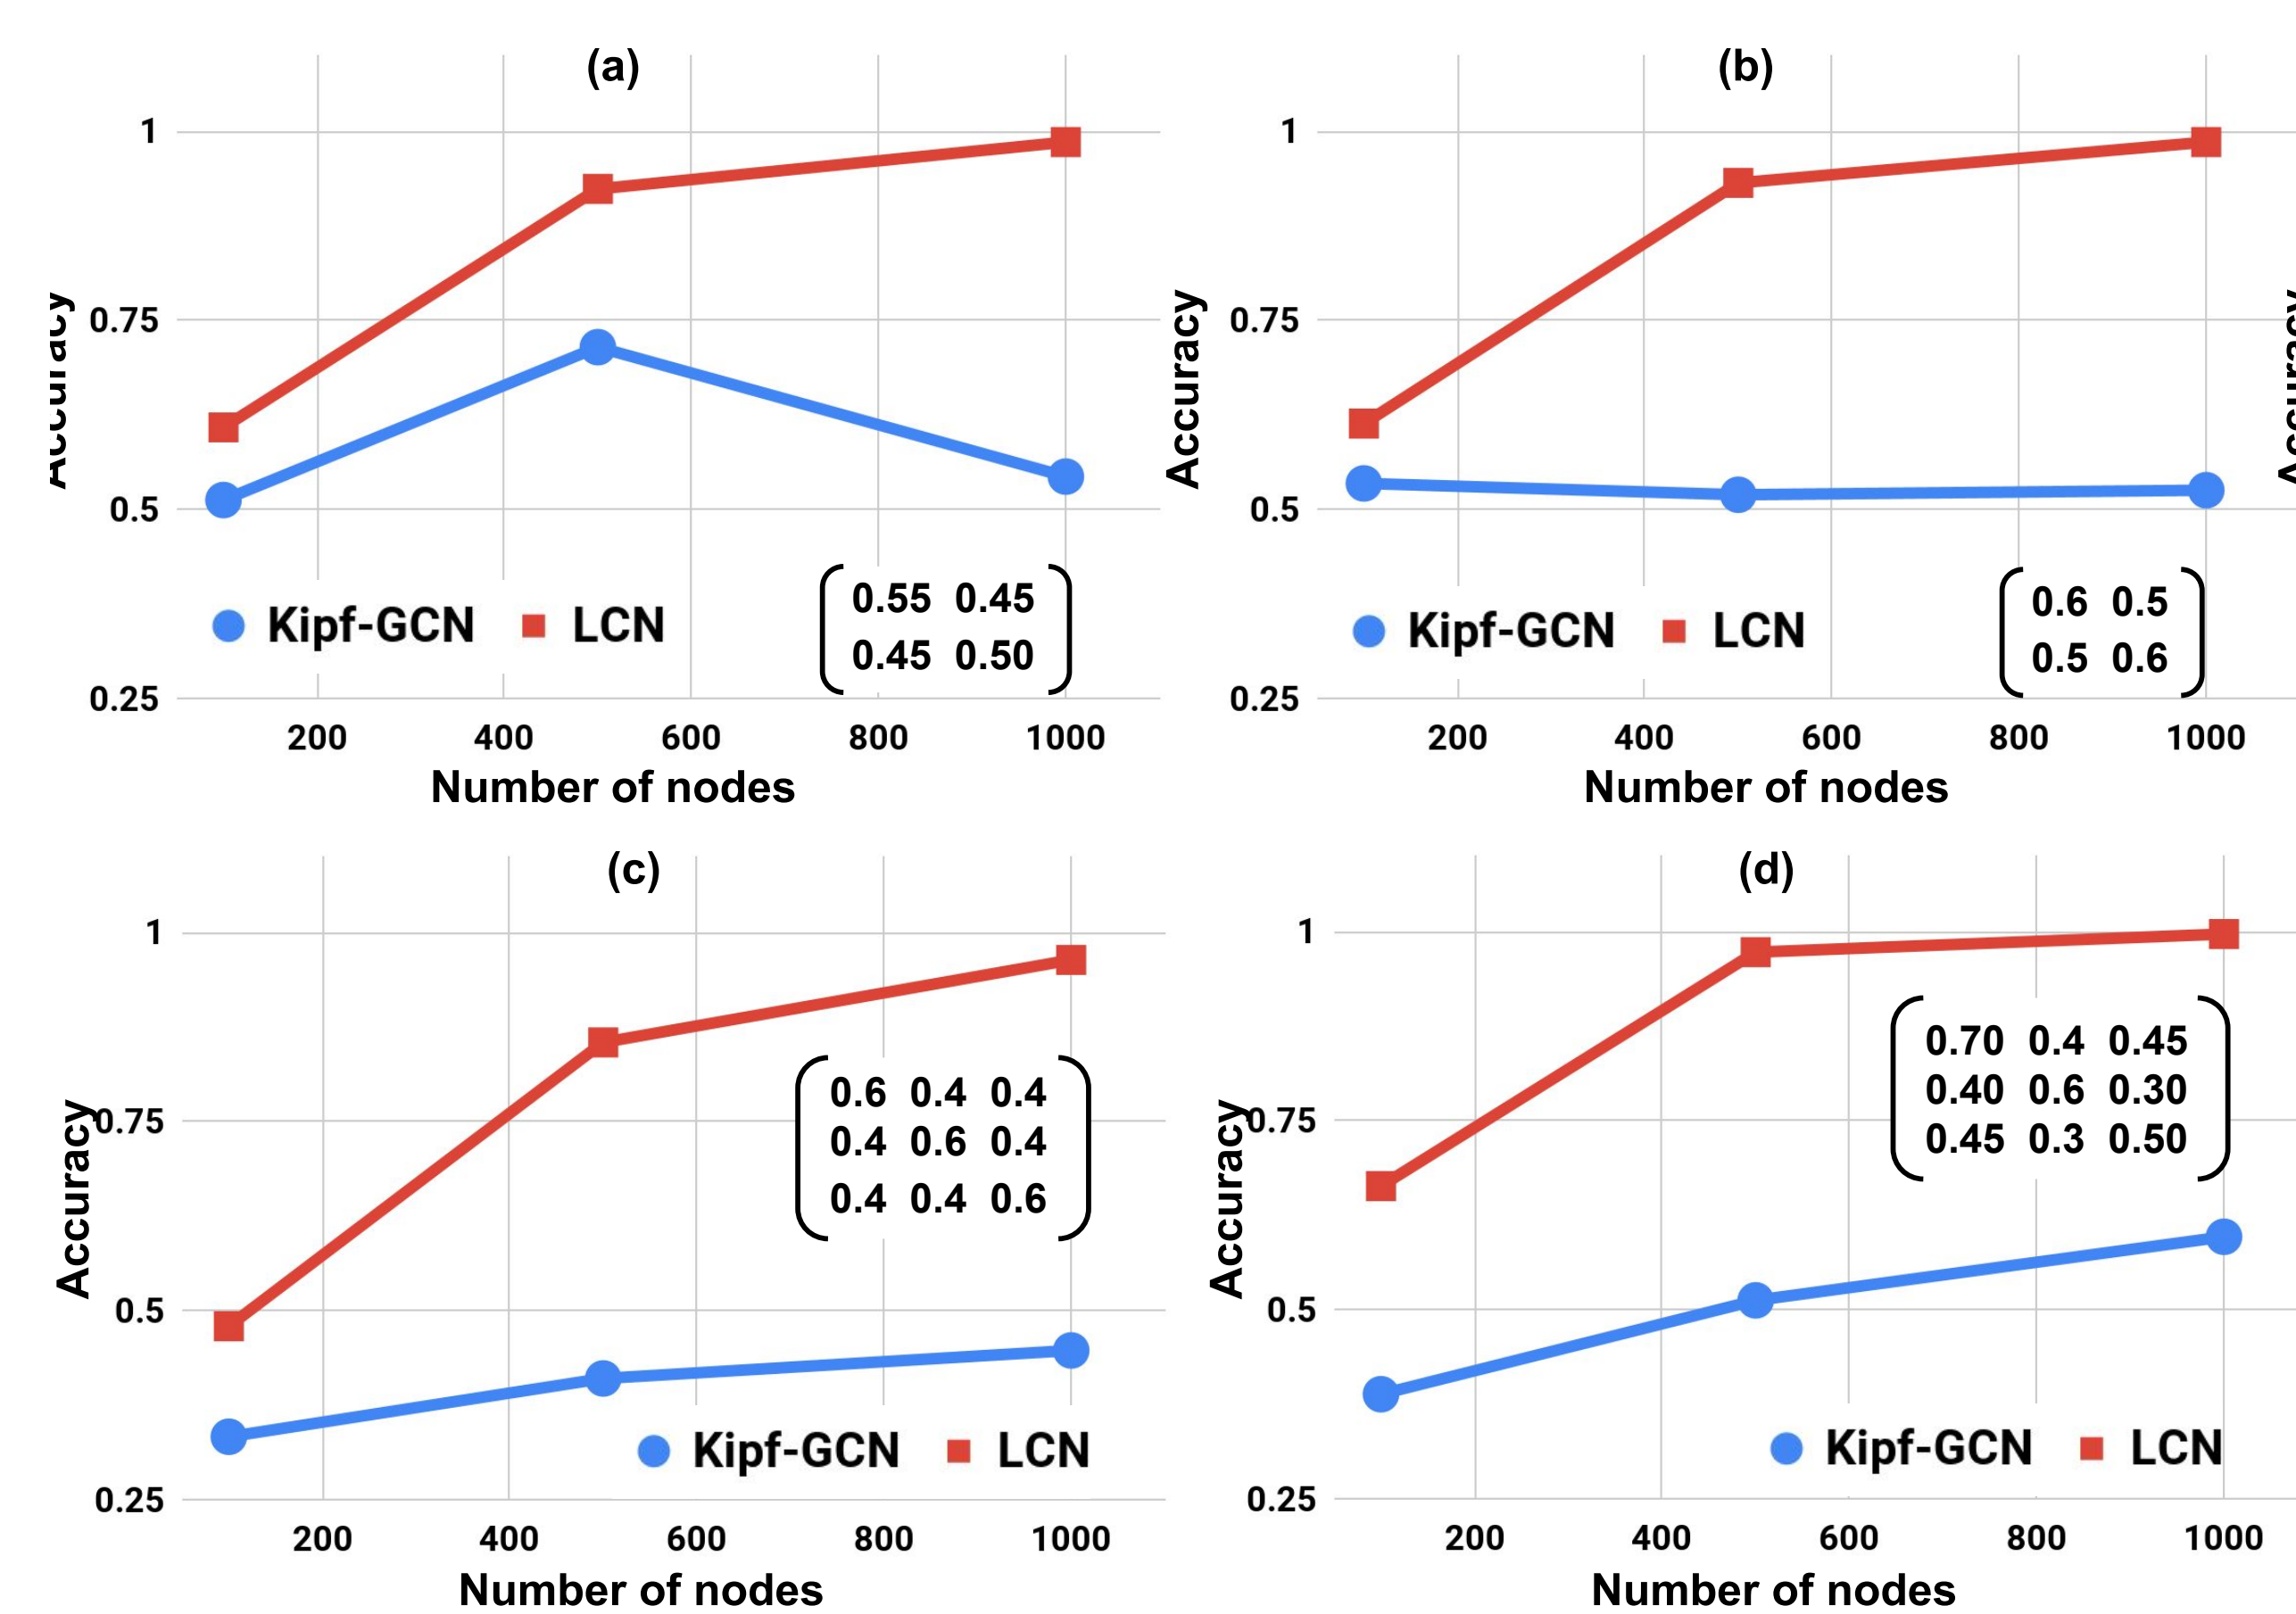 (a)
1
0.75
0.5
0.25
Accuracy
Kipf-GCN LCN
0.55 0.45
0.45 0.50
200 400 600 800 1000
Number of nodes
(b)
1
0.75
0.5
0.25
Accuracy
Kipf-GCN LCN
0.6 0.5
0.5 0.6
200 400 600 800 1000
Number of nodes
Accuracy
(c)
1
0.75
0.5
0.25
Accuracy
0.6 0.4 0.4
0.4 0.6 0.4
0.4 0.4 0.6
Kipf-GCN LCN
200 400 600 800 1000
Number of nodes
(d)
1
0.75
0.5
0.25
Accuracy
0.70 0.4 0.45
0.40 0.6 0.30
0.45 0.3 0.50
Kipf-GCN LCN
200 400 600 800 1000
Number of nodes